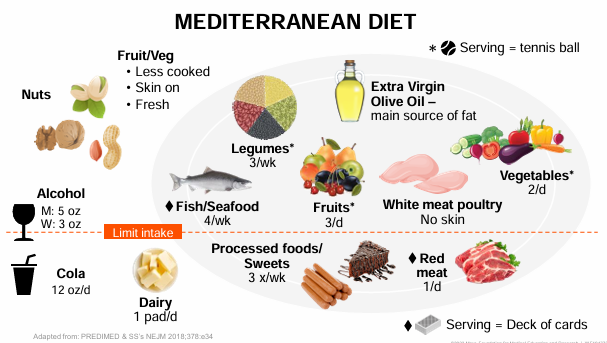 MEDITERRANEAN DIET
* Serving = tennis ball
Fruit/Veg
• Less cooked
• Skin on
• Fresh
Nuts
Extra Virgin
Olive Oil –
main source of fat
Legumes*
3/wk
Vegetables*
2/d
♦ Fish/Seafood
4/wk
Fruits*
3/d
White meat poultry
No skin
Alcohol
M: 5 oz
W: 3 oz
Limit intake
Processed foods/
Sweets
3 x/wk
♦ Red
meat
1/d
Cola
12 oz/d
Dairy
1 pad/d
♦ Serving = Deck of cards
Adapted from: PREDIMED & SS's NEJM 2018;378:e34